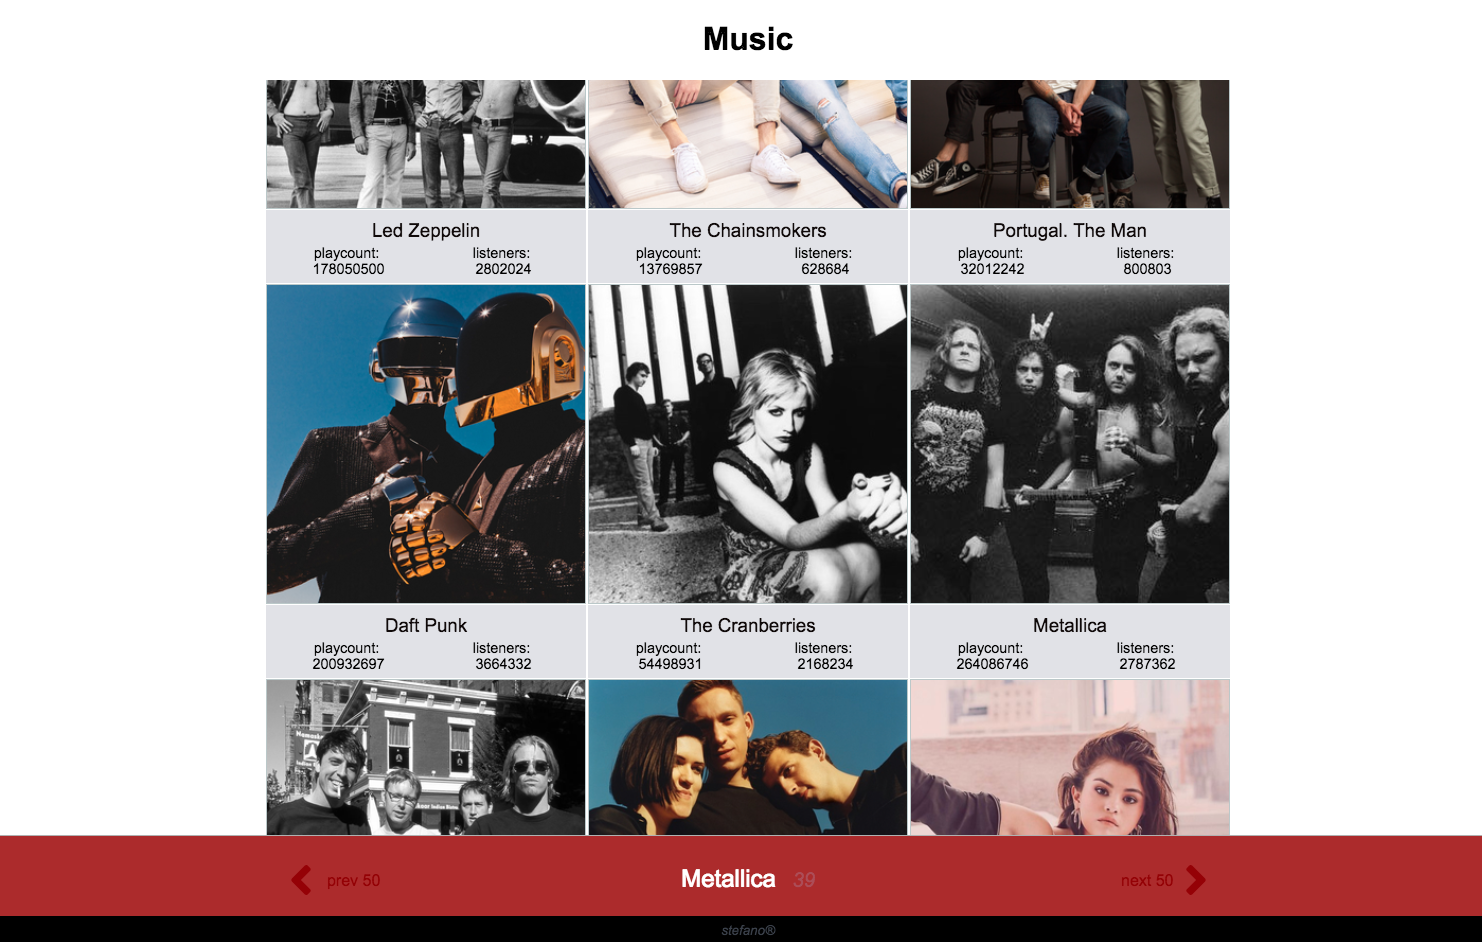 Music
Led Zeppelin
playcount: listeners:
178050500 2802024
The Chainsmokers
playcount: listeners:
13769857 628684
Portugal. The Man
playcount: listeners:
32012242 800803
Daft Punk
playcount: listeners:
200932697 3664332
The Cranberries
playcount: listeners:
54498931 2168234
Metallica
playcount: listeners:
264086746 2787362
prev 50
Metallica 39
next 50
stefano®